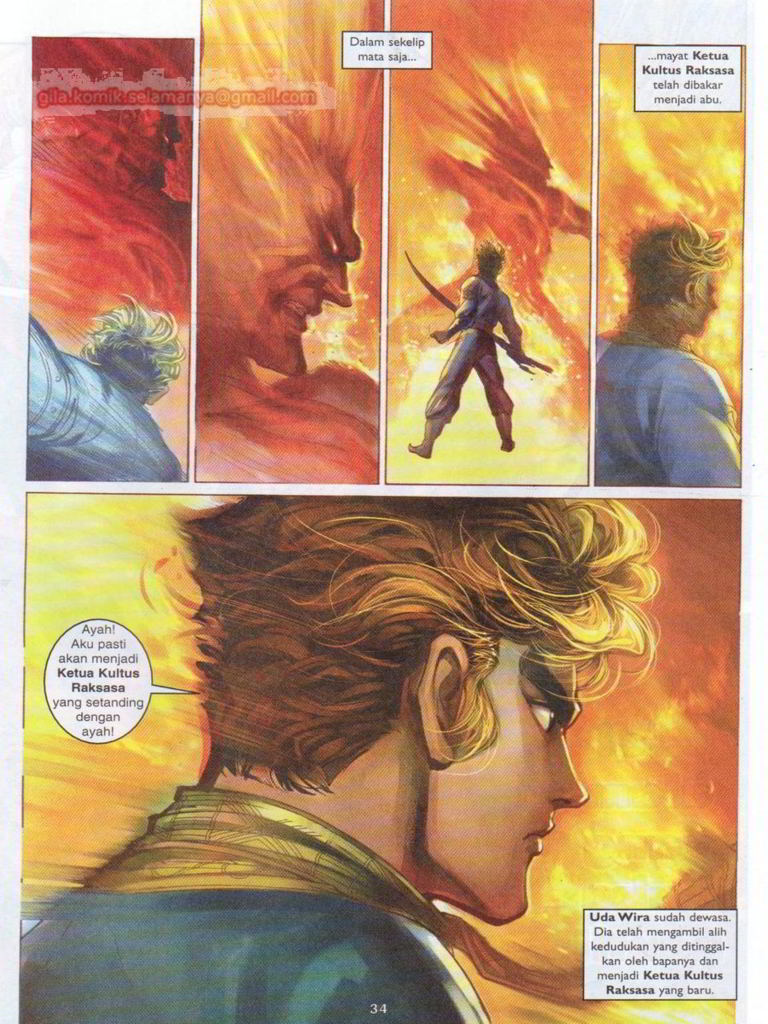 gila.komik.selamanya@gmail.com
Dalam sekelip
mata saja...
...mayat Ketua
Kultus Raksasa
telah dibakar
menjadi abu.
Ayah!
Aku pasti
akan menjadi
Ketua Kultus
Raksasa
yang setanding
dengan
ayah!
Uda Wira sudah dewasa.
Dia telah mengambil alih
kedudukan yang ditinggal-
kan oleh bapanya dan
menjadi Ketua Kultus
Raksasa yang baru.
34